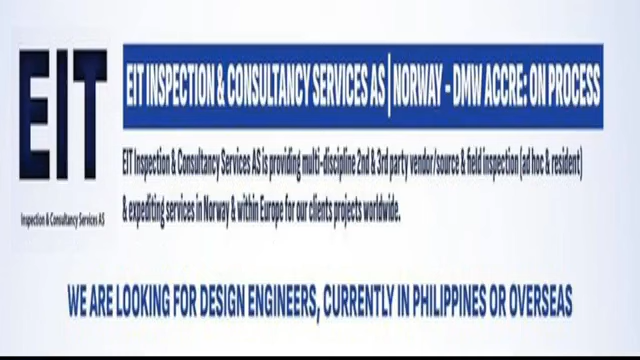 EIT
Inspection & Consultancy Services AS
EIT INSPECTION & CONSULTANCY SERVICES AS | NORWAY - DMW ACCRE: ON PROCESS
EIT Inspection & Consultancy Services AS is providing multi-discipline 2nd & 3rd party vendor/source & field inspection (ad hoc & resident)
& expediting services in Norway & within Europe for our clients projects worldwide.
WE ARE LOOKING FOR DESIGN ENGINEERS, CURRENTLY IN PHILIPPINES OR OVERSEAS